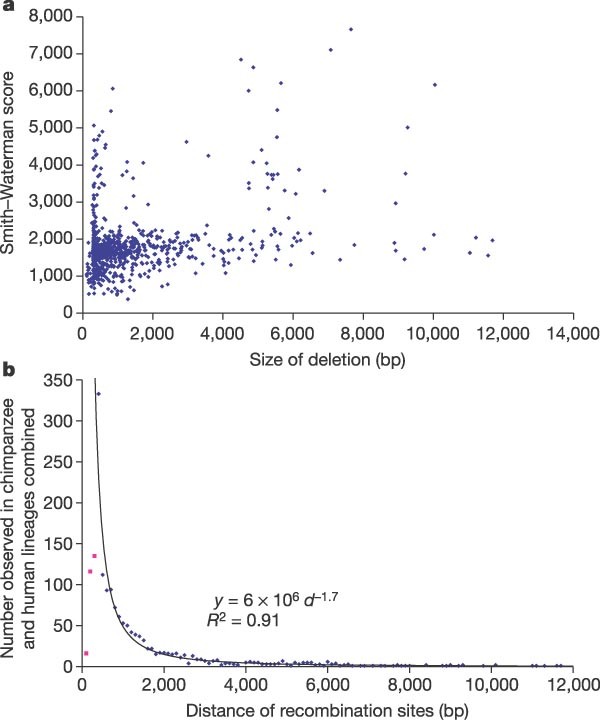 a
8,000
7,000
6,000
5,000
4,000
3,000
2,000
1,000
0
Smith–Waterman score
0 2,000 4,000 6,000 8,000 10,000 12,000 14,000
Size of deletion (bp)
b
350
300
250
200
150
100
50
0
Number observed in chimpanzee
and human lineages combined
y = 6 × 10⁶ d⁻¹·⁷
R² = 0.91
0 2,000 4,000 6,000 8,000 10,000 12,000
Distance of recombination sites (bp)